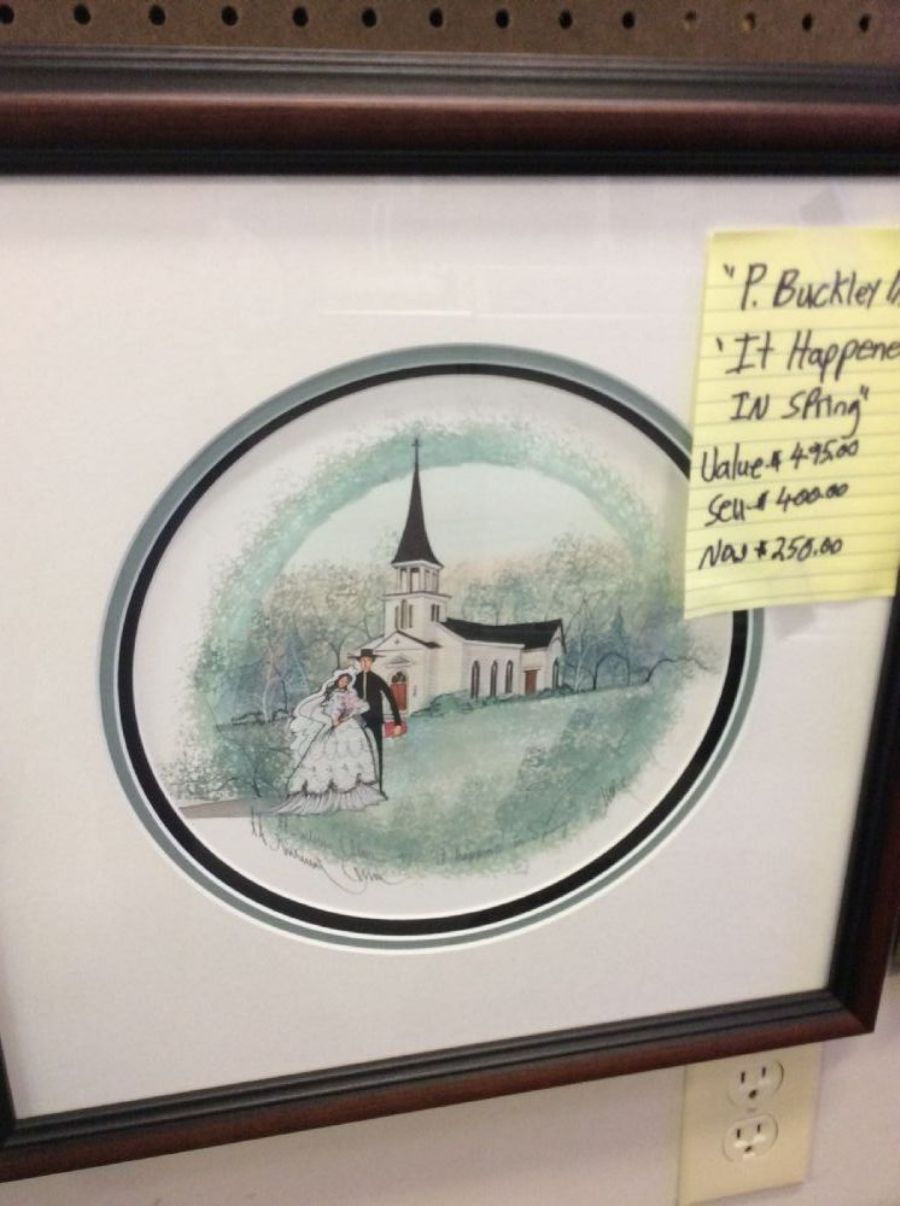 "P. Buckley
'It Happene
IN Spring"
Value $ 495.00
Sell $ 400.00
Now $ 250.00